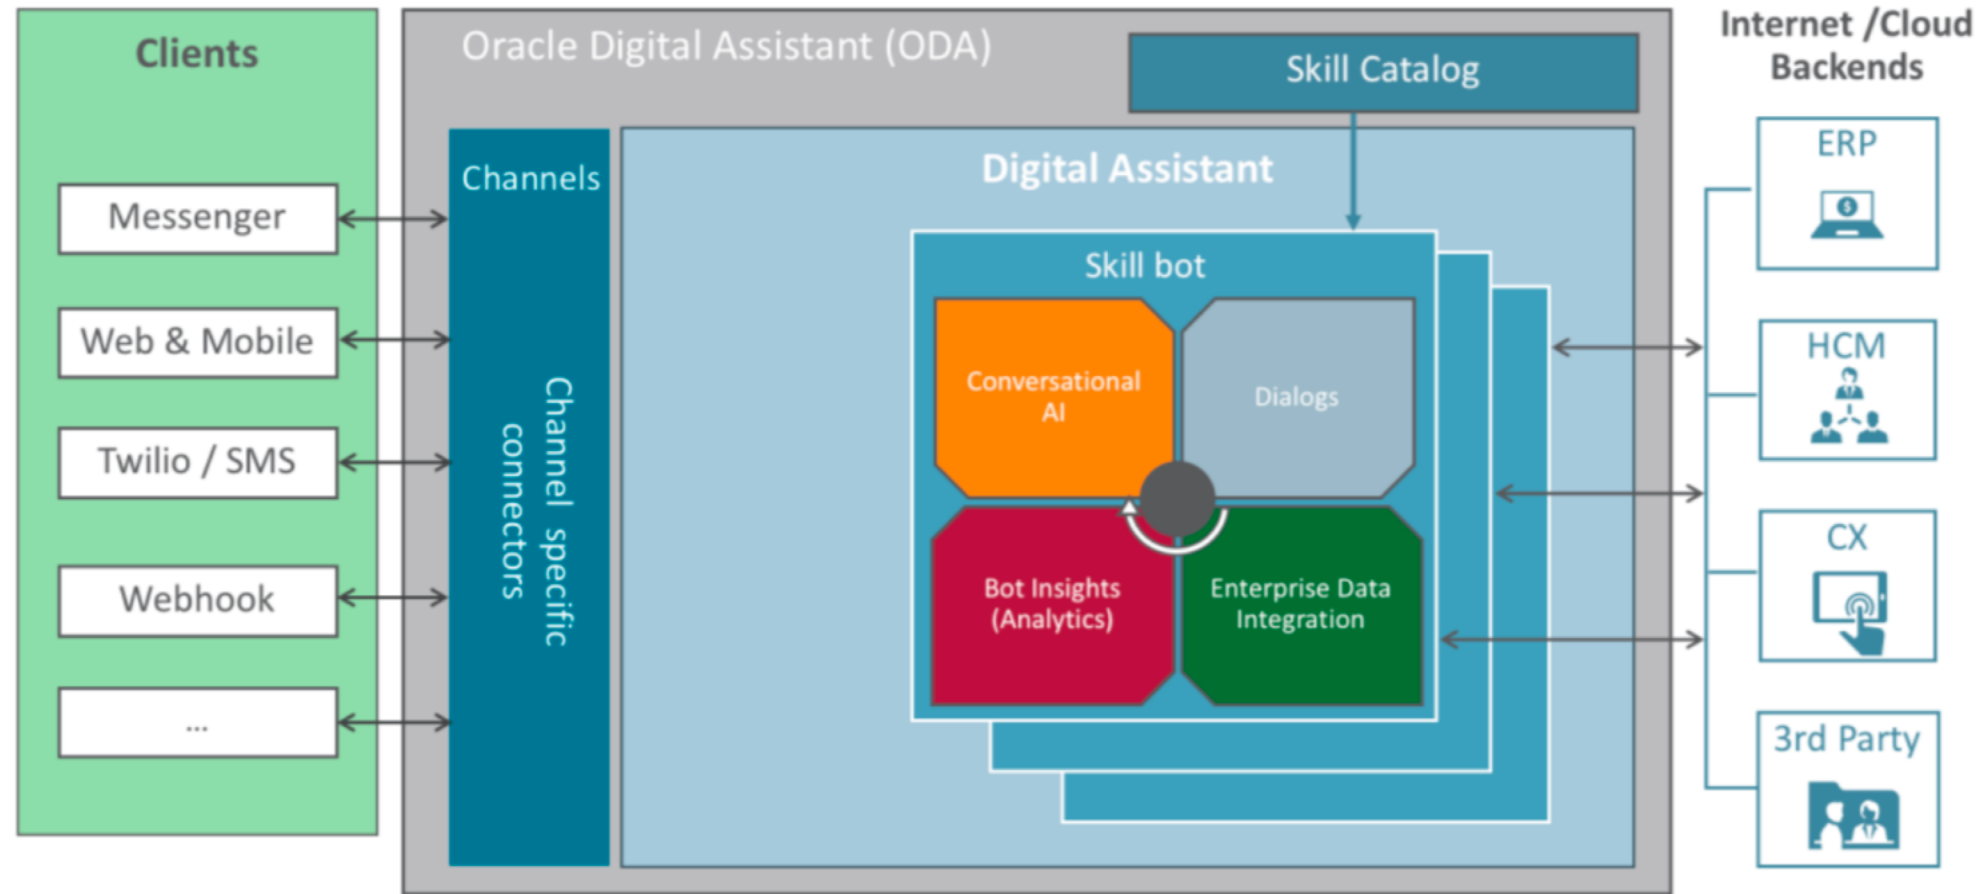 Clients
Messenger
Web & Mobile
Twilio / SMS
Webhook
...
Oracle Digital Assistant (ODA)
Skill Catalog
Channels
Channel specific
connectors
Digital Assistant
Skill bot
Conversational
AI
Dialogs
Bot Insights
(Analytics)
Enterprise Data
Integration
Internet /Cloud
Backends
ERP
$
HCM
CX
3rd Party